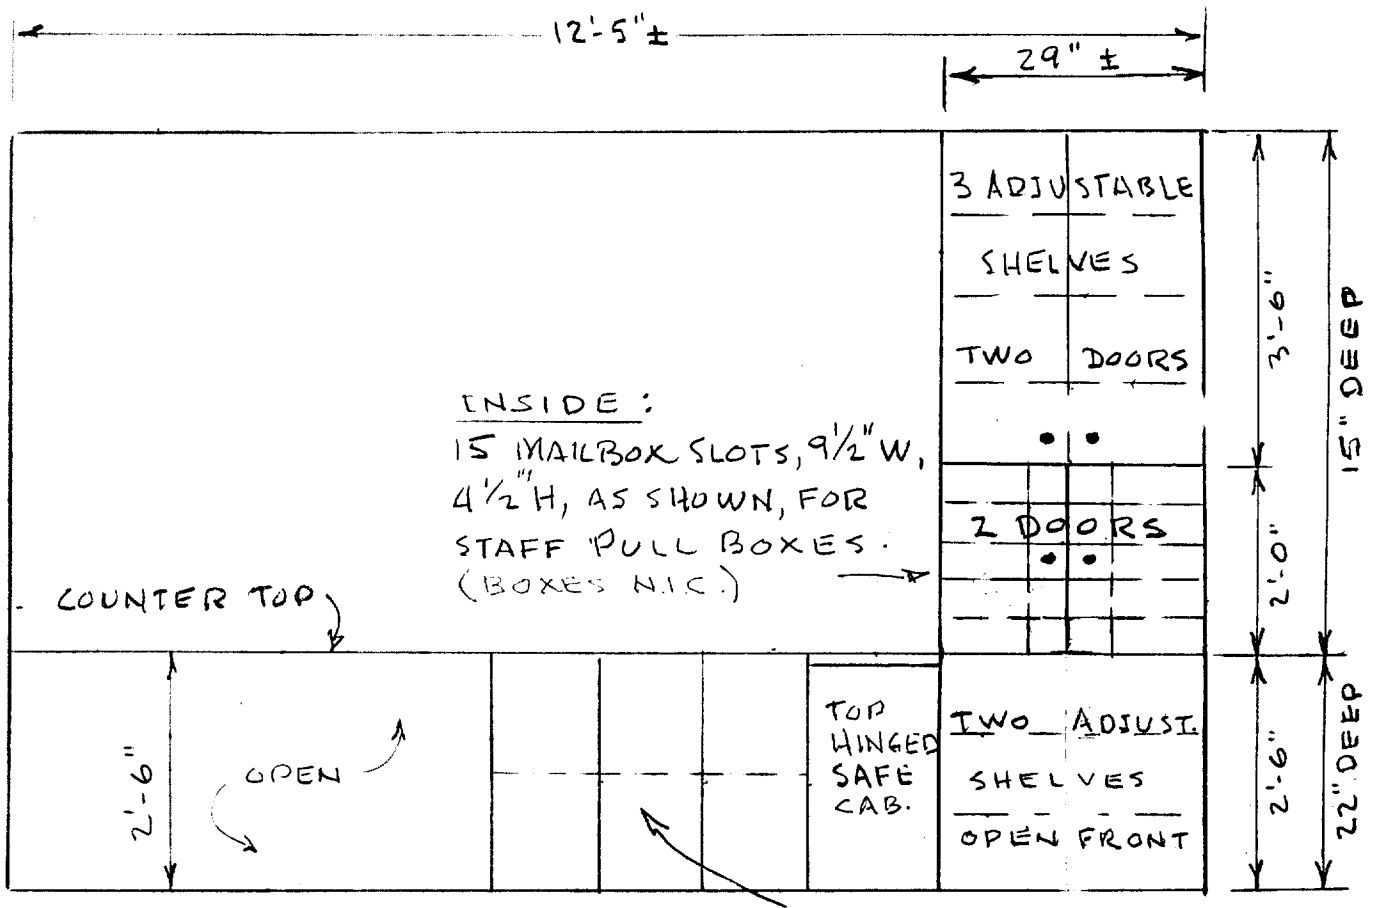 12'-5"±
29" ±
3 ADJUSTABLE
SHELVES
TWO DOORS
3'-6"
15" DEEP
INSIDE:
15 MAILBOX SLOTS, 9½" W,
4½" H, AS SHOWN, FOR
STAFF PULL BOXES.
(BOXES N.I.C.)
2 DOORS
2'-0"
COUNTER TOP
2'-6"
OPEN
TOP
HINGED
SAFE
CAB.
TWO ADJUST.
SHELVES
OPEN FRONT
2'-6"
22" DEEP